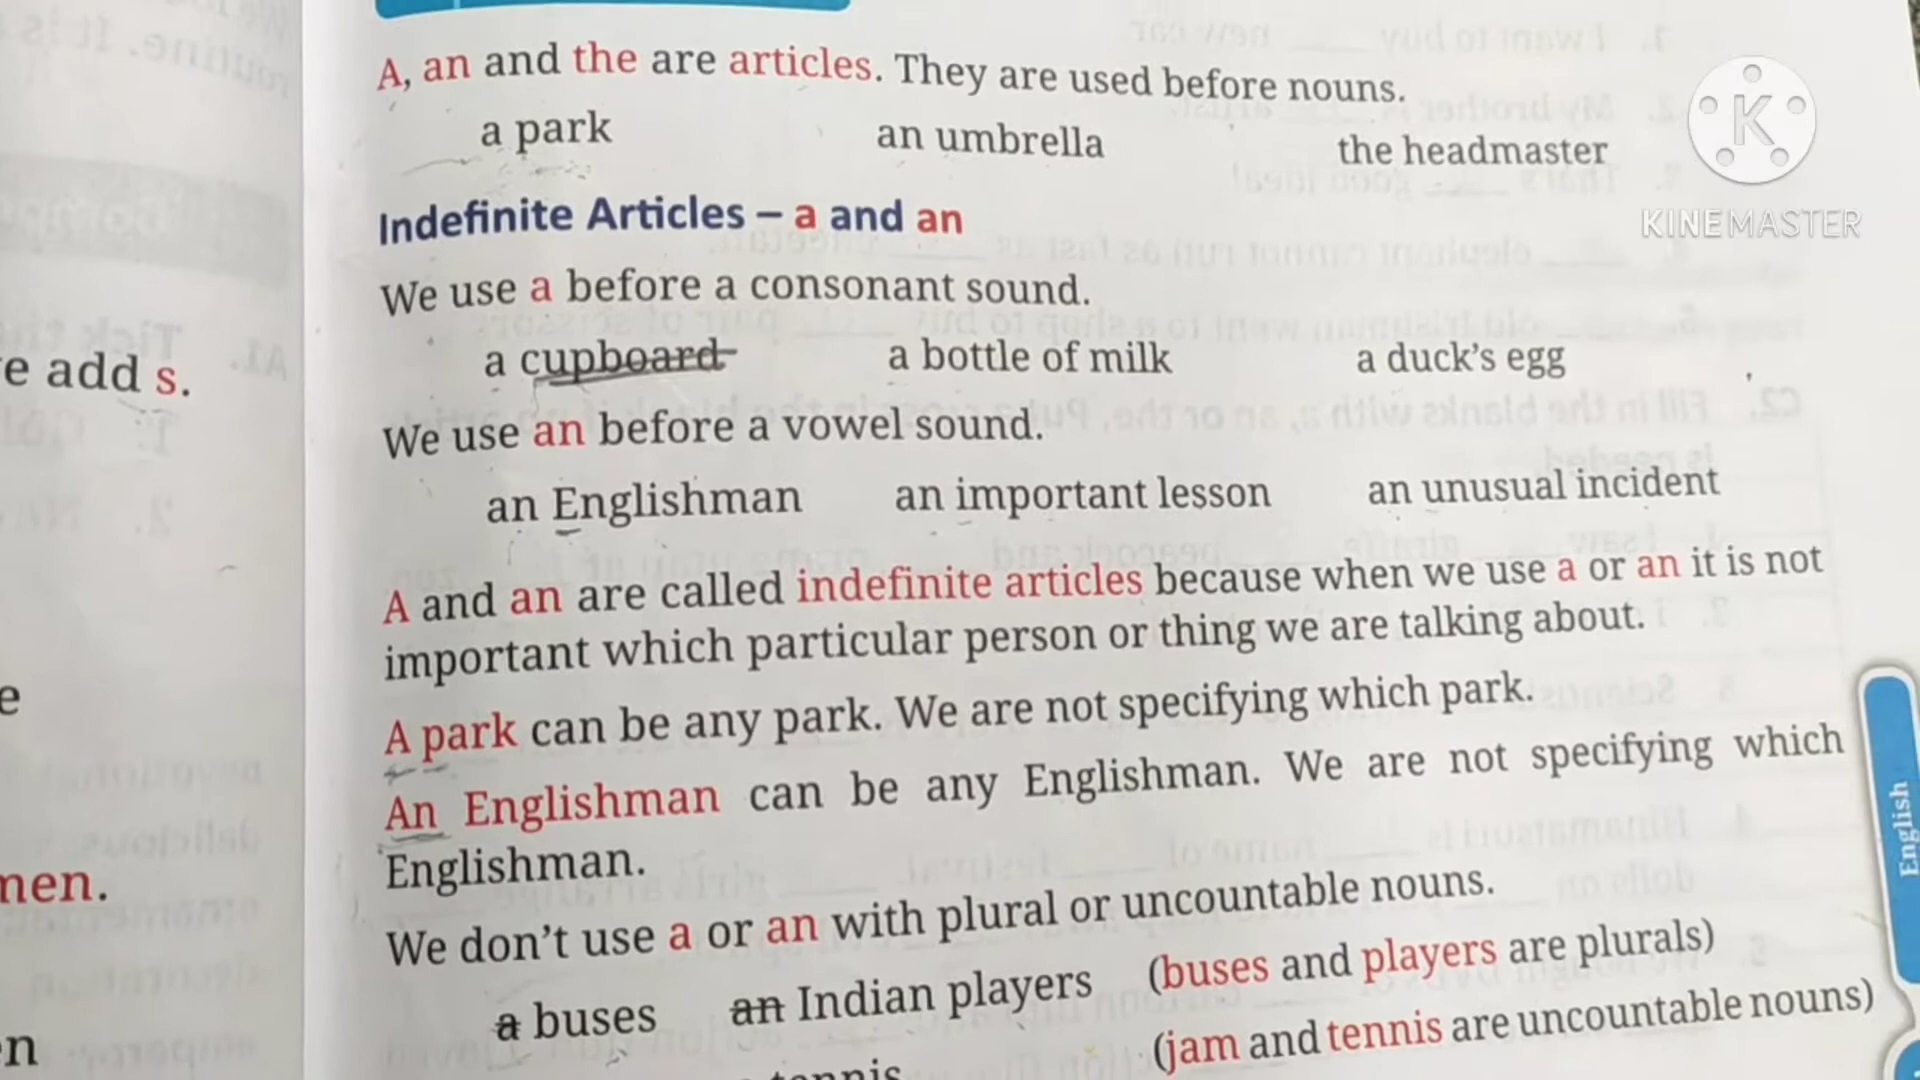 A, an and the are articles. They are used before nouns.
a park an umbrella the headmaster
KINEMASTER
Indefinite Articles – a and an
We use a before a consonant sound.
a cupboard a bottle of milk a duck's egg
e add s.
We use an before a vowel sound.
an Englishman an important lesson an unusual incident
A and an are called indefinite articles because when we use a or an it is not
important which particular person or thing we are talking about.
e
A park can be any park. We are not specifying which park.
An Englishman can be any Englishman. We are not specifying which
Englishman.
men.
English
We don't use a or an with plural or uncountable nouns.
a buses an Indian players (buses and players are plurals)
n
tennis (jam and tennis are uncountable nouns)